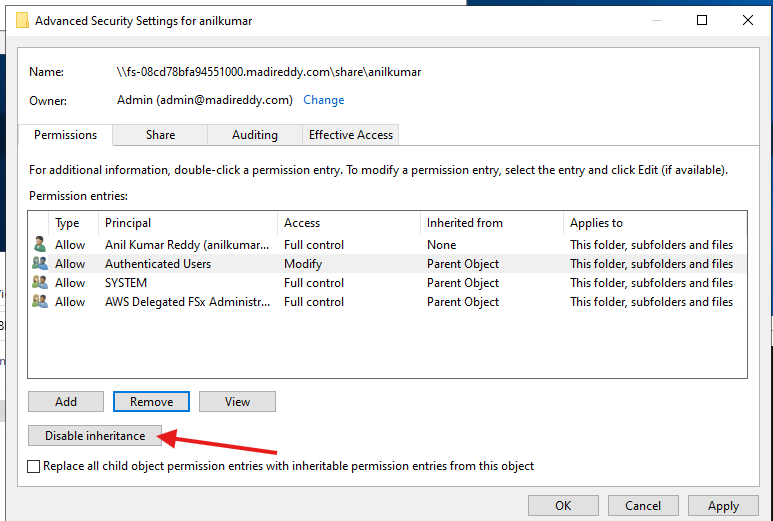 Advanced Security Settings for anilkumar
Name: \\fs-08cd78bfa94551000.madireddy.com\share\anilkumar
Owner: Admin (admin@madireddy.com) Change
Permissions Share Auditing Effective Access
For additional information, double-click a permission entry. To modify a permission entry, select the entry and click Edit (if available).
Permission entries:
Type Principal Access Inherited from Applies to
Allow Anil Kumar Reddy (anilkumar... Full control None This folder, subfolders and files
Allow Authenticated Users Modify Parent Object This folder, subfolders and files
Allow SYSTEM Full control Parent Object This folder, subfolders and files
Allow AWS Delegated FSx Administr... Full control Parent Object This folder, subfolders and files
Add Remove View
Disable inheritance
Replace all child object permission entries with inheritable permission entries from this object
OK Cancel Apply